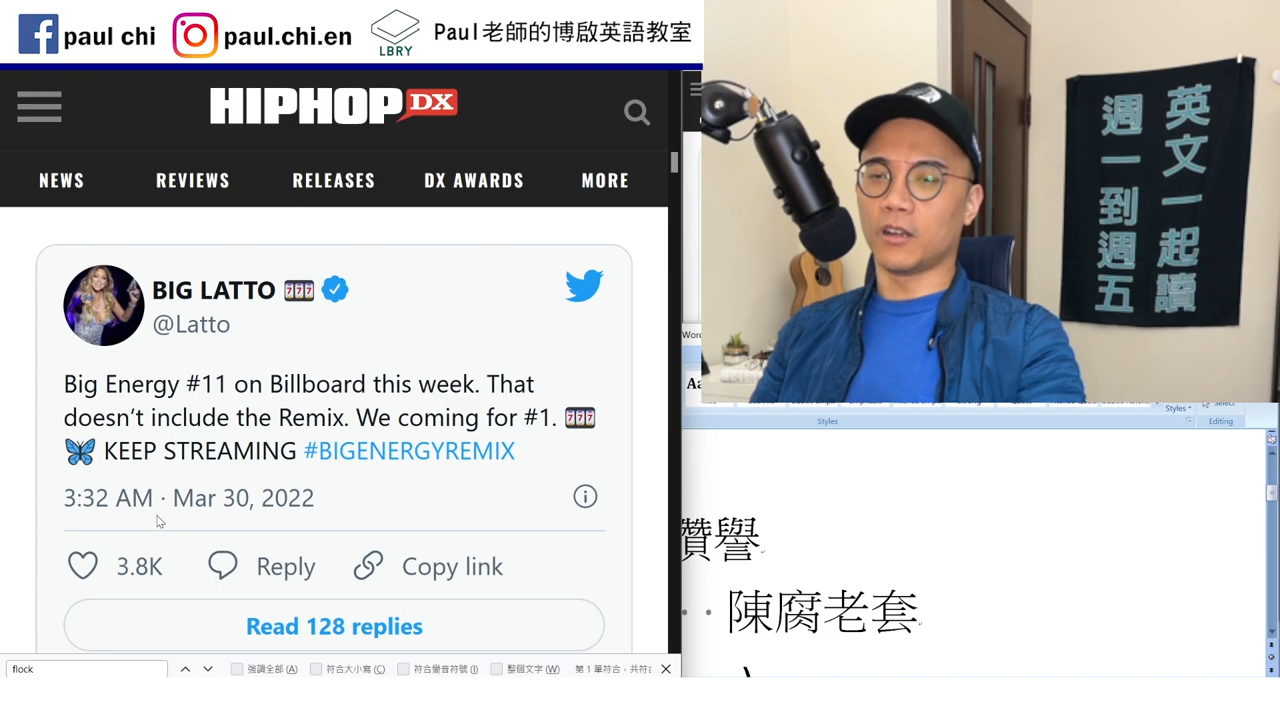 paul chi
paul.chi.en
LBRY
Paul老師的博啟英語教室
HIPHOPDX
NEWS
REVIEWS
RELEASES
DX AWARDS
MORE
BIG LATTO
@Latto
Big Energy #11 on Billboard this week. That
doesn't include the Remix. We coming for #1.
KEEP STREAMING #BIGENERGYREMIX
3:32 AM · Mar 30, 2022
3.8K
Reply
Copy link
Read 128 replies
flock
強調全部 (A)
符合大小寫 (C)
符合變音符號 (I)
整個文字 (W)
第 1 筆符合，共符合
英文一起讀
週一到週五
Styles
Styles
Editing
讚譽
陳腐老套